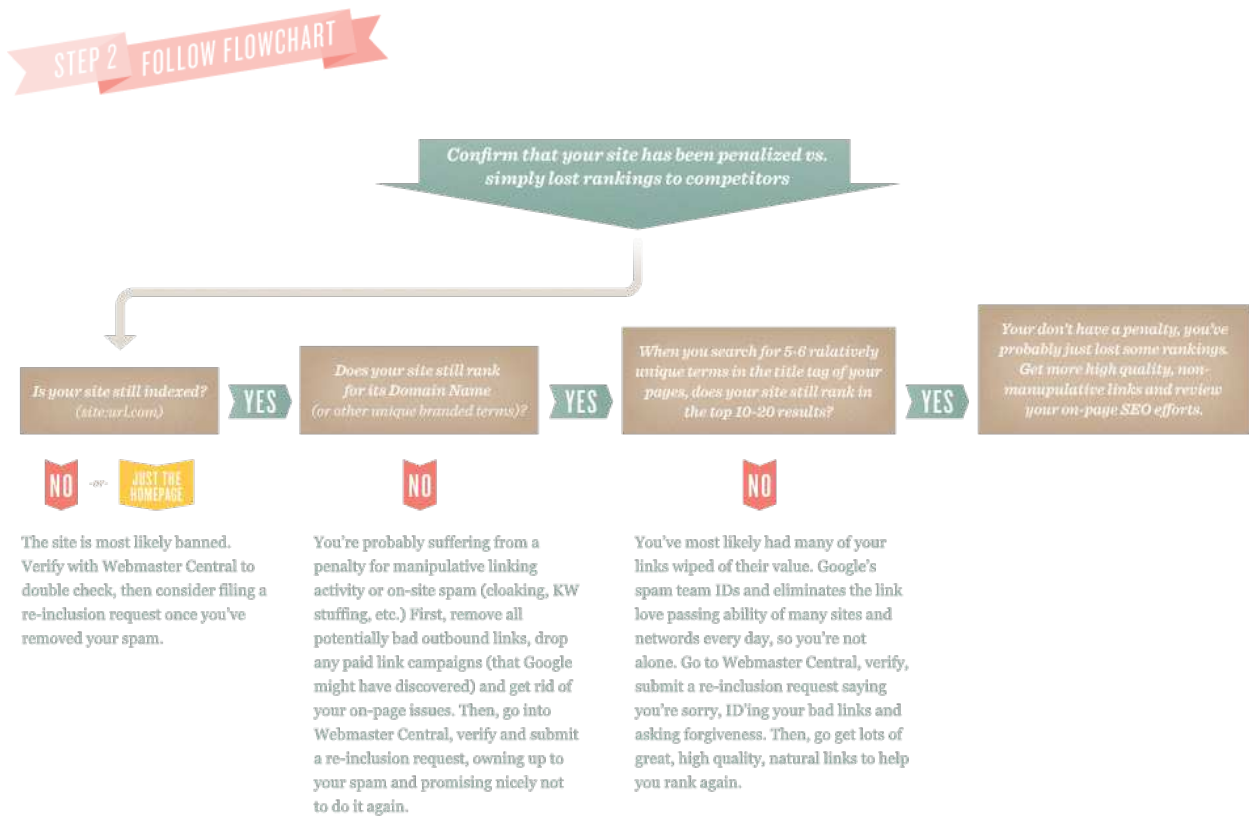 STEP 2 FOLLOW FLOWCHART
Confirm that your site has been penalized vs.
simply lost rankings to competitors
Is your site still indexed?
(site:url.com)
YES
Does your site still rank
for its Domain Name
(or other unique branded terms)?
YES
When you search for 5-6 ralatively
unique terms in the title tag of your
pages, does your site still rank in
the top 10-20 results?
YES
Your don't have a penalty, you've
probably just lost some rankings.
Get more high quality, non-
manipulative links and review
your on-page SEO efforts.
NO
-or-
JUST THE
HOMEPAGE
The site is most likely banned.
Verify with Webmaster Central to
double check, then consider filing a
re-inclusion request once you've
removed your spam.
NO
You're probably suffering from a
penalty for manipulative linking
activity or on-site spam (cloaking, KW
stuffing, etc.) First, remove all
potentially bad outbound links, drop
any paid link campaigns (that Google
might have discovered) and get rid of
your on-page issues. Then, go into
Webmaster Central, verify and submit
a re-inclusion request, owning up to
your spam and promising nicely not
to do it again.
NO
You've most likely had many of your
links wiped of their value. Google's
spam team IDs and eliminates the link
love passing ability of many sites and
networds every day, so you're not
alone. Go to Webmaster Central, verify,
submit a re-inclusion request saying
you're sorry, ID'ing your bad links and
asking forgiveness. Then, go get lots of
great, high quality, natural links to help
you rank again.